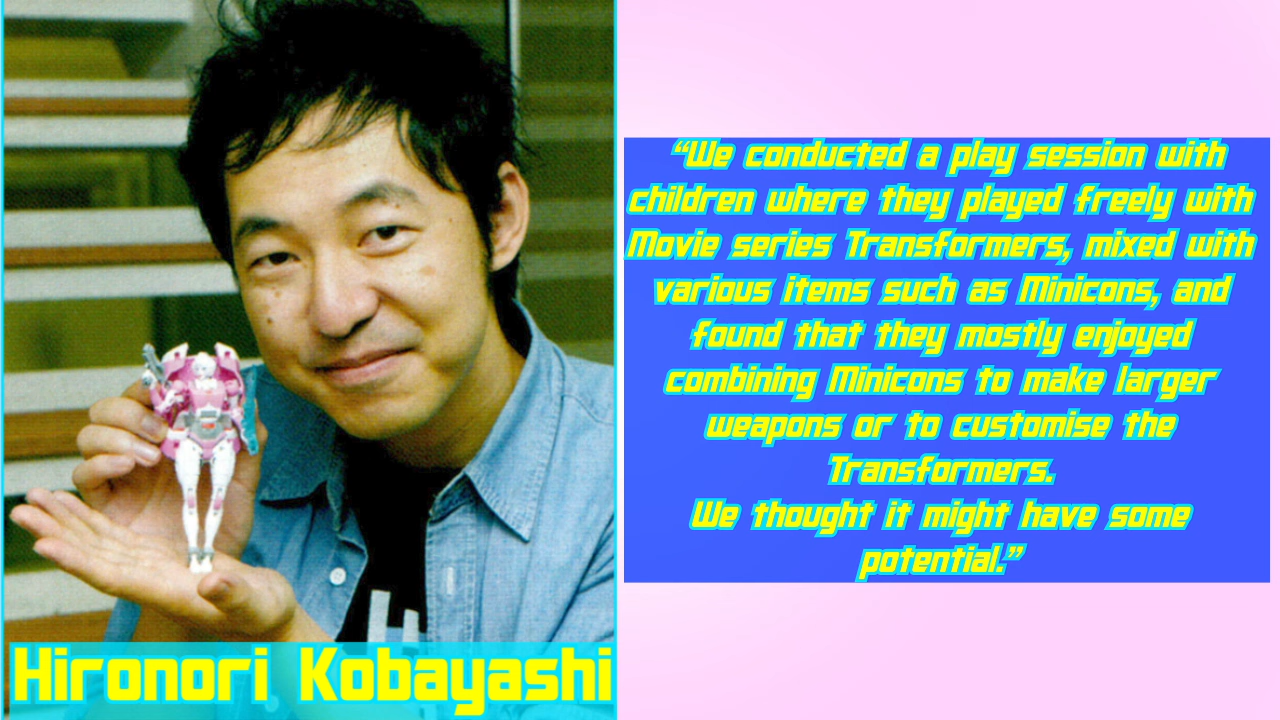 “We conducted a play session with
children where they played freely with
Movie series Transformers, mixed with
various items such as Minicons, and
found that they mostly enjoyed
combining Minicons to make larger
weapons or to customise the
Transformers.
We thought it might have some
potential.”
Hironori Kobayashi